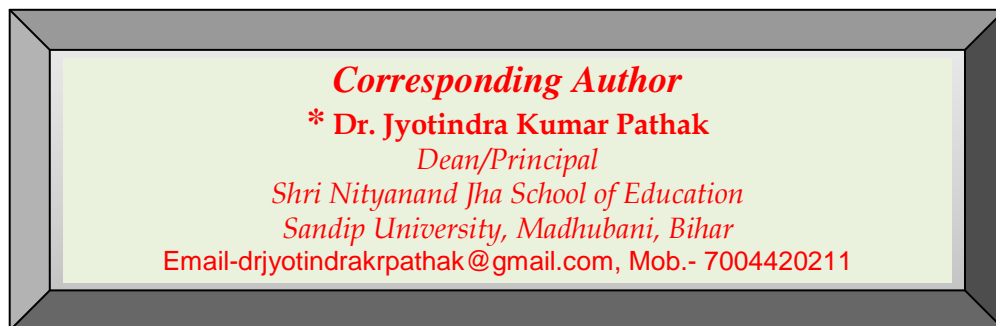 Corresponding Author
* Dr. Jyotindra Kumar Pathak
Dean/Principal
Shri Nityanand Jha School of Education
Sandip University, Madhubani, Bihar
Email-drjyotindrakrpathak@gmail.com, Mob.- 7004420211